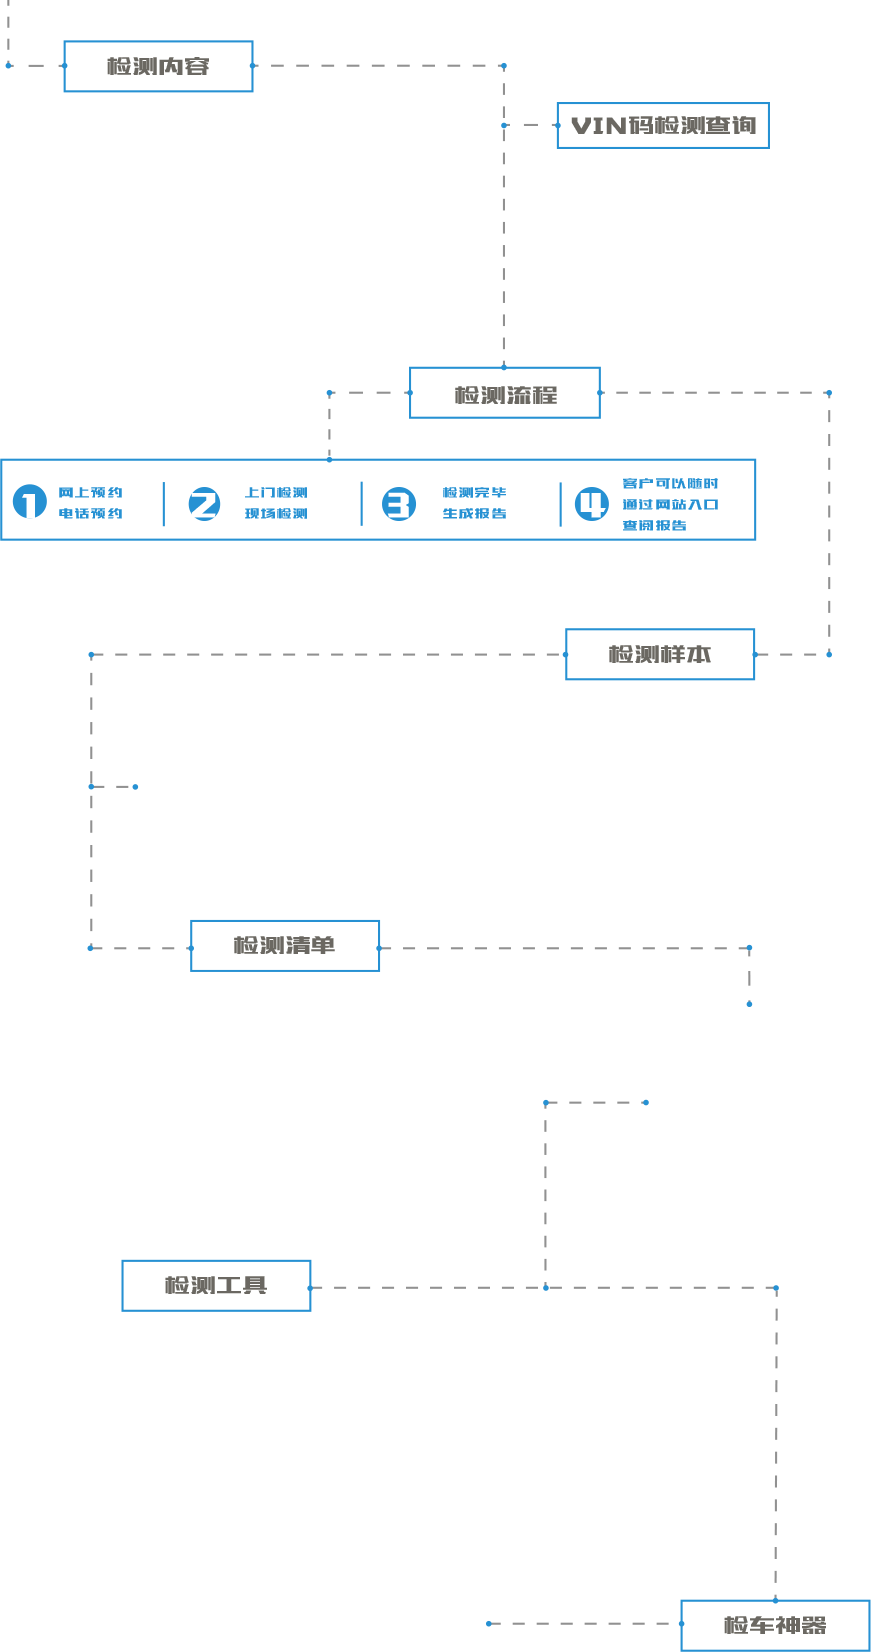 检测内容
VIN码检测查询
检测流程
1
网上预约
电话预约
2
上门检测
现场检测
3
检测完毕
生成报告
4
客户可以随时
通过网站入口
查阅报告
检测样本
检测清单
检测工具
检车神器